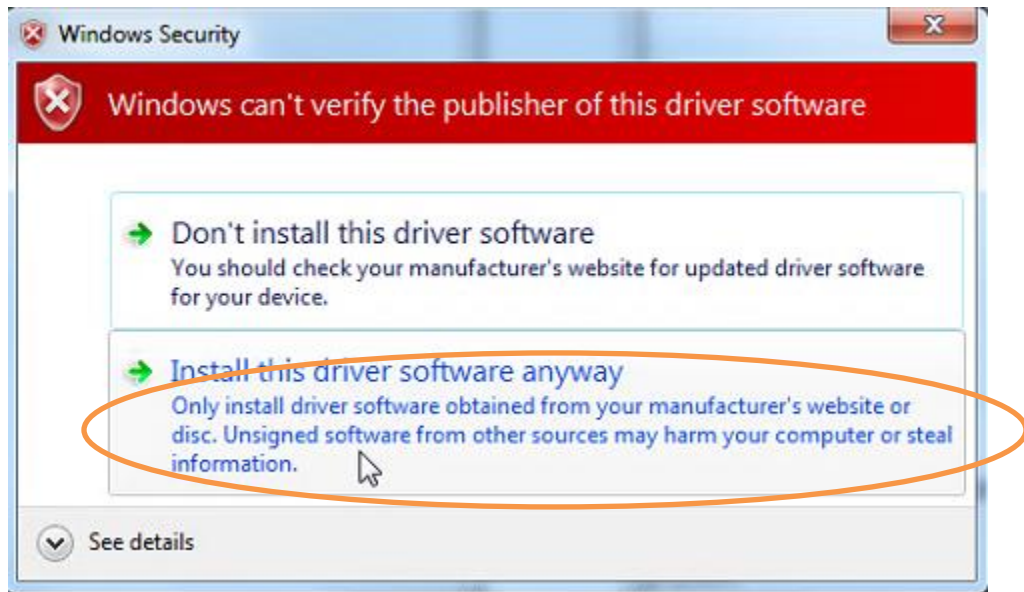 Windows Security
Windows can't verify the publisher of this driver software
Don't install this driver software
You should check your manufacturer's website for updated driver software
for your device.
Install this driver software anyway
Only install driver software obtained from your manufacturer's website or
disc. Unsigned software from other sources may harm your computer or steal
information.
See details